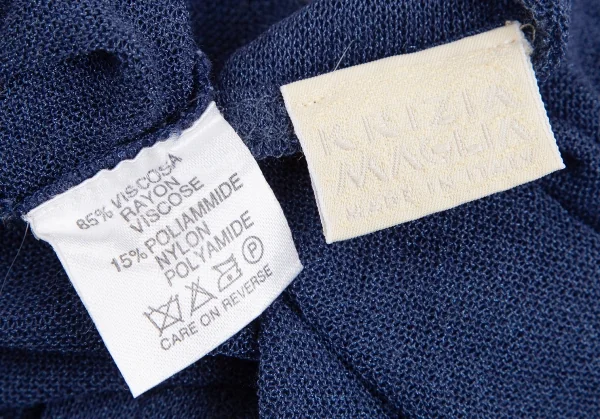 85% VISCOSA
RAYON
VISCOSE
15% POLIAMMIDE
NYLON
POLYAMIDE
P
CARE ON REVERSE
KRIZIA
MAGLIA
MADE IN ITALY